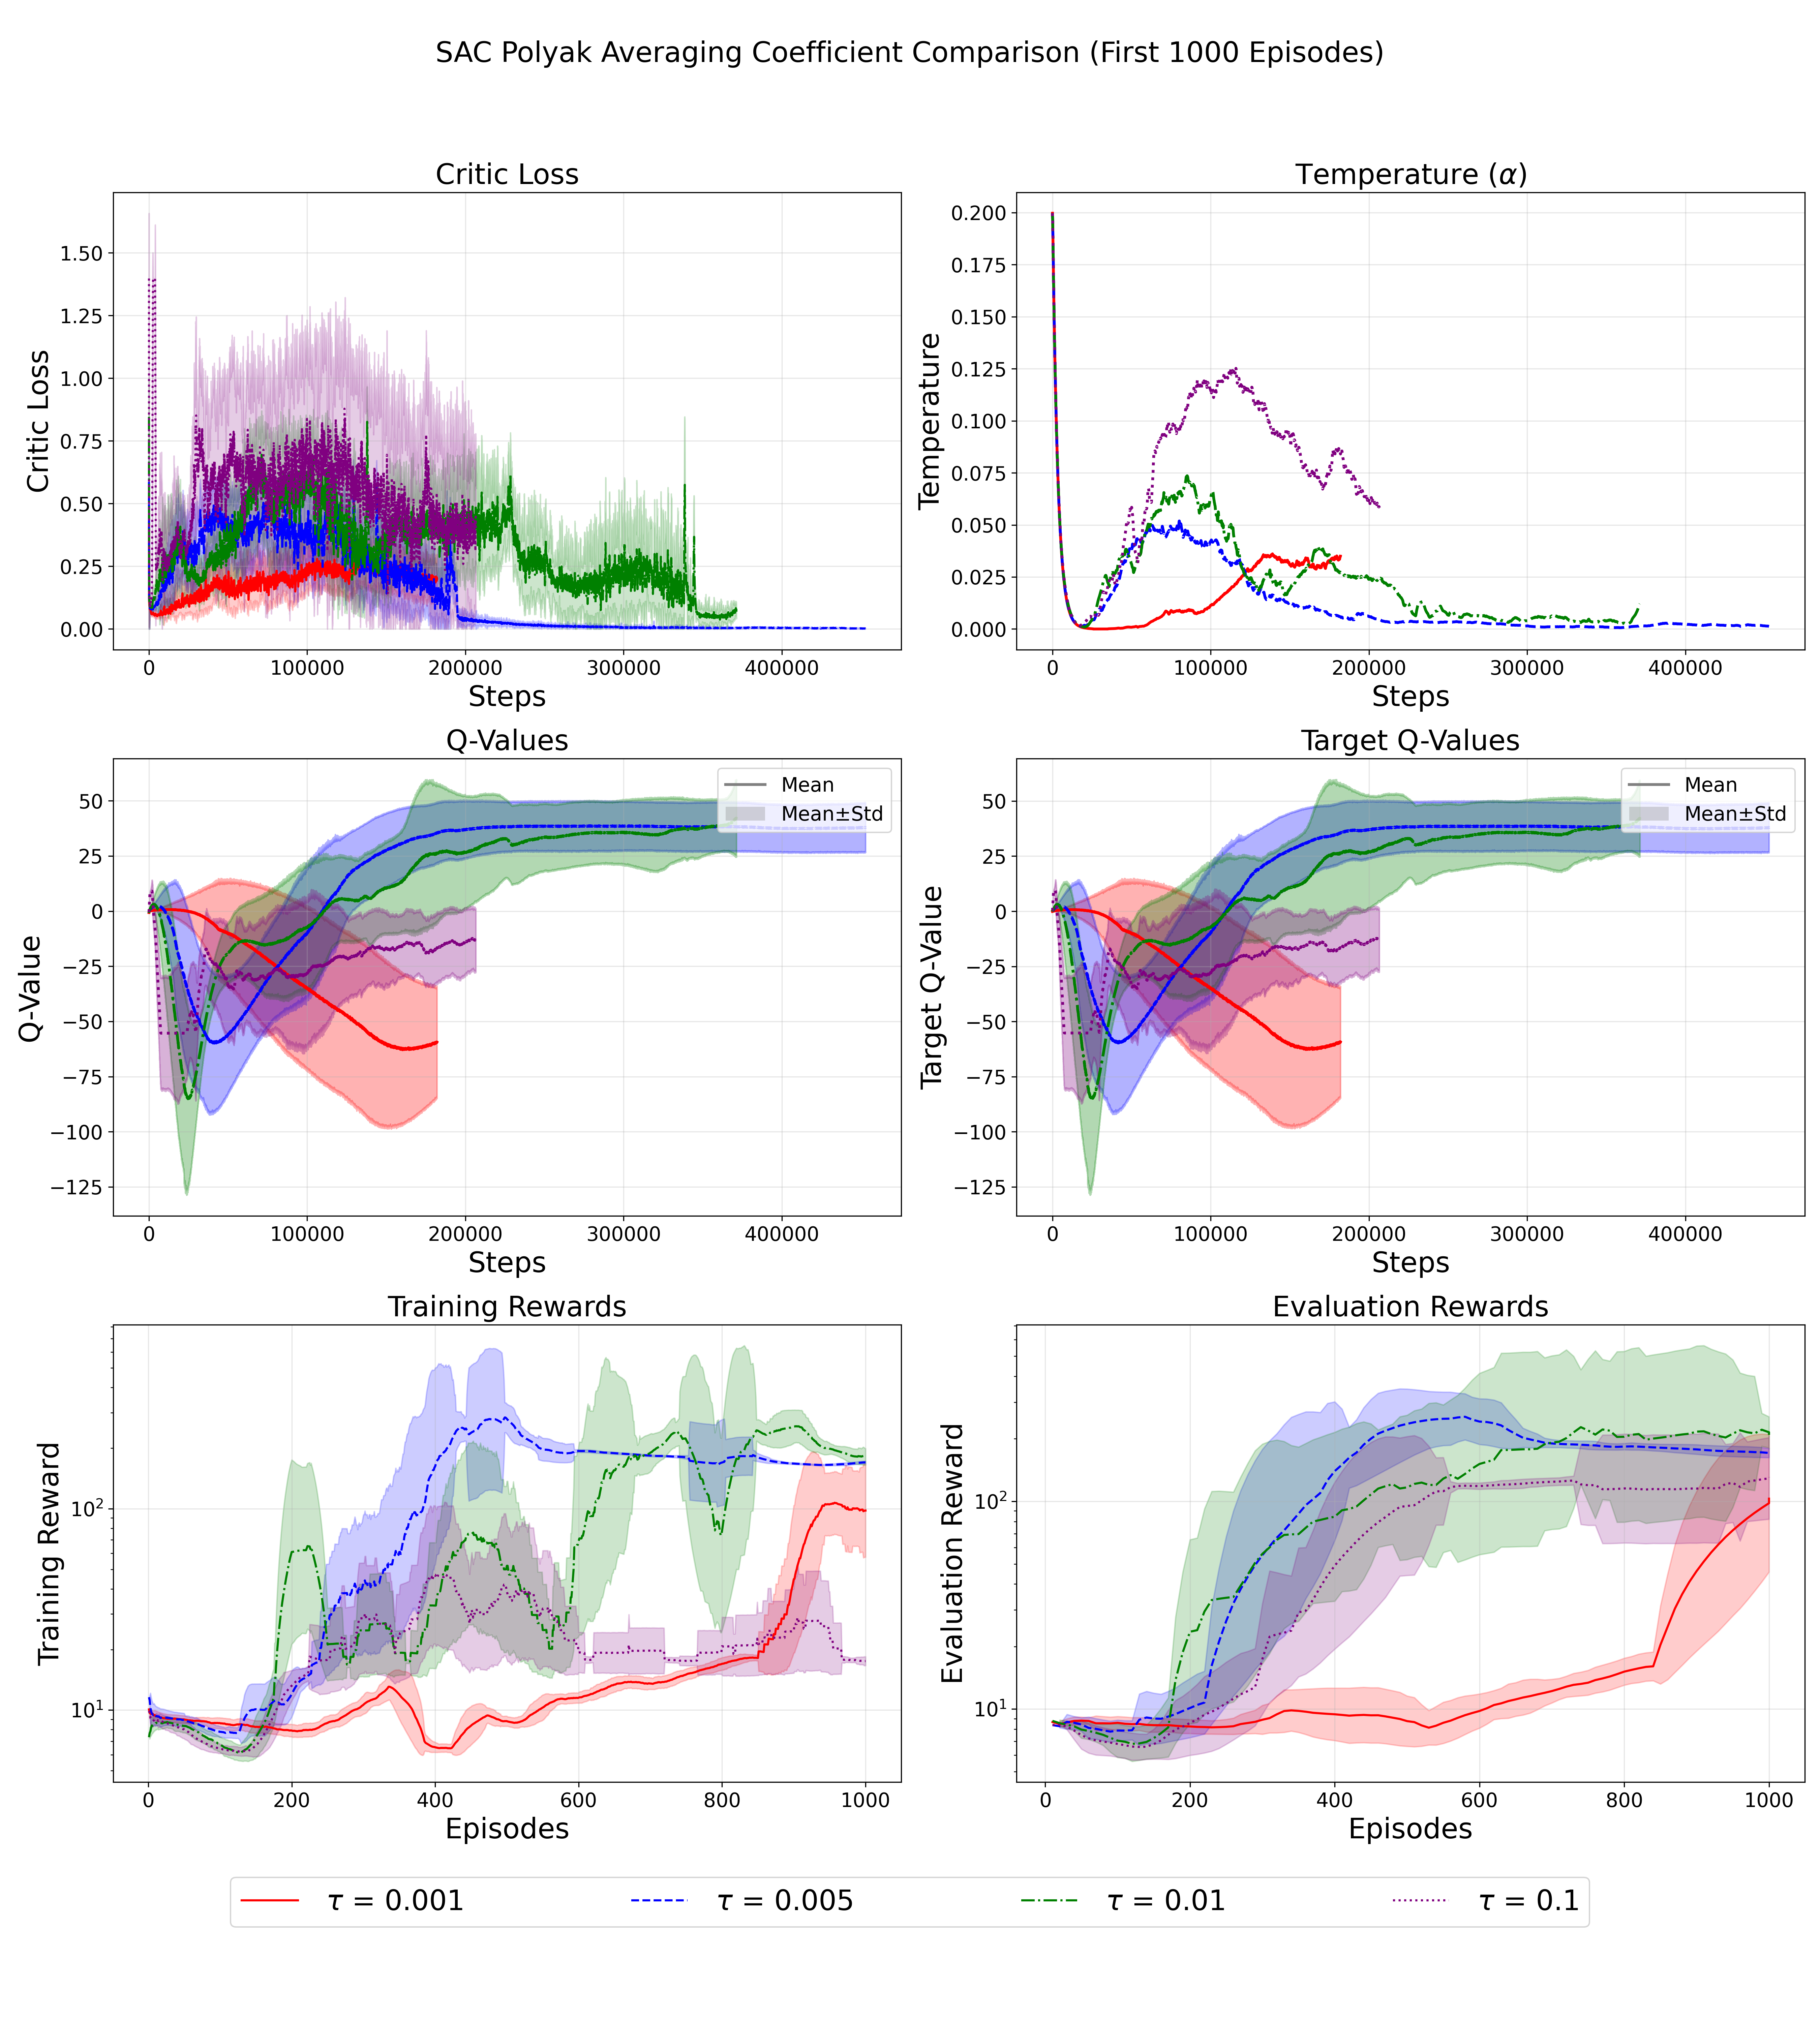 SAC Polyak Averaging Coefficient Comparison (First 1000 Episodes)
Critic Loss
Critic Loss
1.50
1.25
1.00
0.75
0.50
0.25
0.00
0 100000 200000 300000 400000
Steps
Temperature (α)
Temperature
0.200
0.175
0.150
0.125
0.100
0.075
0.050
0.025
0.000
0 100000 200000 300000 400000
Steps
Q-Values
Q-Value
50
25
0
−25
−50
−75
−100
−125
Mean
Mean±Std
0 100000 200000 300000 400000
Steps
Target Q-Values
Target Q-Value
50
25
0
−25
−50
−75
−100
−125
Mean
Mean±Std
0 100000 200000 300000 400000
Steps
Training Rewards
Training Reward
10²
10¹
0 200 400 600 800 1000
Episodes
Evaluation Rewards
Evaluation Reward
10²
10¹
0 200 400 600 800 1000
Episodes
τ = 0.001 τ = 0.005 τ = 0.01 τ = 0.1